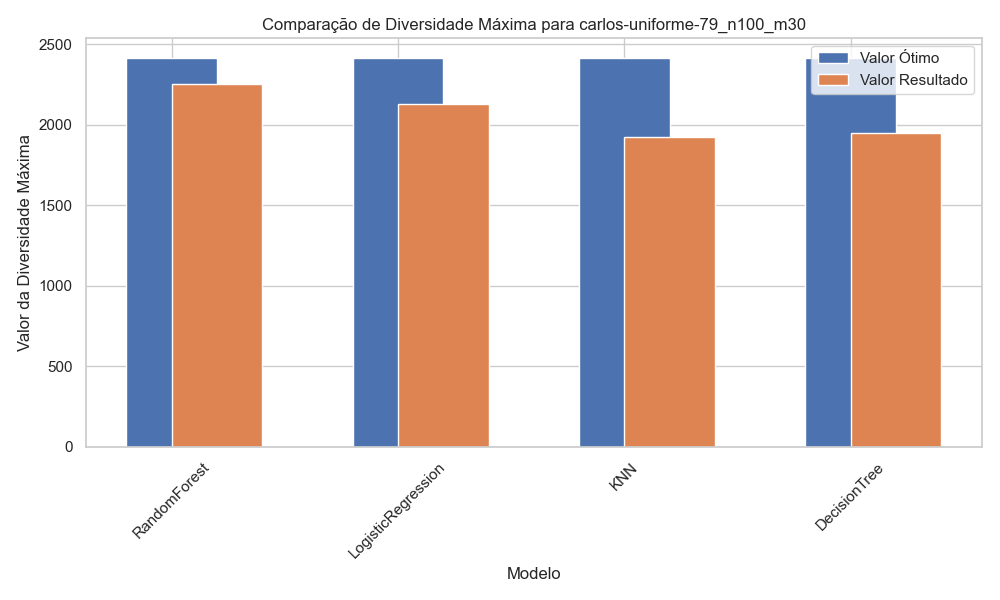 Comparação de Diversidade Máxima para carlos-uniforme-79_n100_m30
Valor Ótimo
Valor Resultado
Valor da Diversidade Máxima
2500
2000
1500
1000
500
0
RandomForest
LogisticRegression
KNN
DecisionTree
Modelo